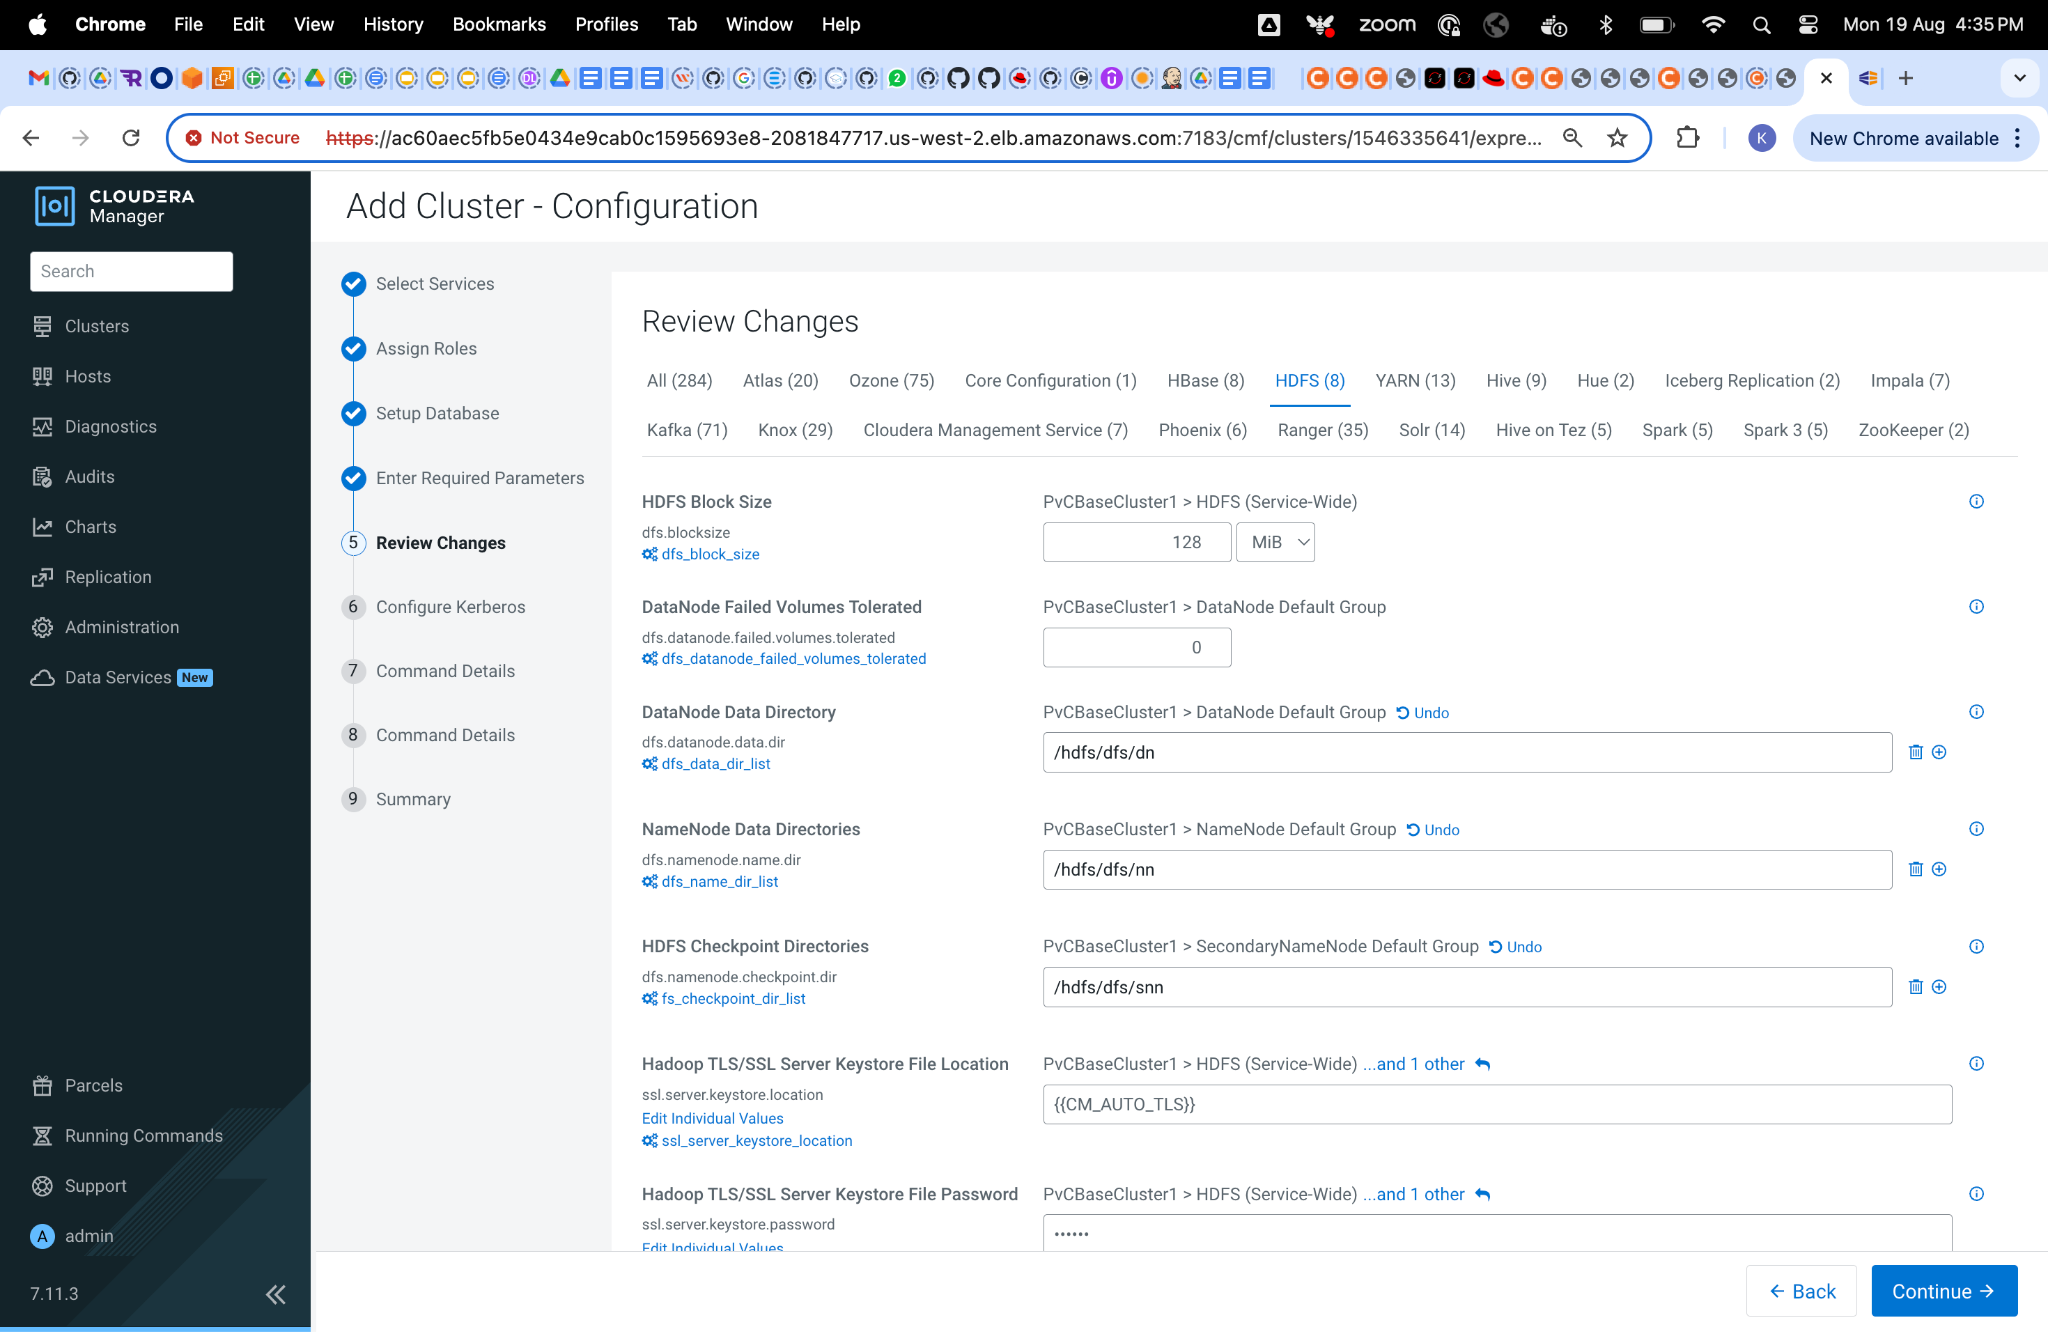 Chrome File Edit View History Bookmarks Profiles Tab Window Help zoom Mon 19 Aug 4:35 PM
Not Secure https://ac60aec5fb5e0434e9cab0c1595693e8-2081847717.us-west-2.elb.amazonaws.com:7183/cmf/clusters/1546335641/expre... K New Chrome available
CLOUDERA
Manager
Search
Clusters
Hosts
Diagnostics
Audits
Charts
Replication
Administration
Data Services New
Parcels
Running Commands
Support
A admin
7.11.3
Add Cluster - Configuration
Select Services
Assign Roles
Setup Database
Enter Required Parameters
5 Review Changes
6 Configure Kerberos
7 Command Details
8 Command Details
9 Summary
Review Changes
All (284) Atlas (20) Ozone (75) Core Configuration (1) HBase (8) HDFS (8) YARN (13) Hive (9) Hue (2) Iceberg Replication (2) Impala (7)
Kafka (71) Knox (29) Cloudera Management Service (7) Phoenix (6) Ranger (35) Solr (14) Hive on Tez (5) Spark (5) Spark 3 (5) ZooKeeper (2)
HDFS Block Size PvCBaseCluster1 > HDFS (Service-Wide)
dfs.blocksize
dfs_block_size
128 MiB
DataNode Failed Volumes Tolerated PvCBaseCluster1 > DataNode Default Group
dfs.datanode.failed.volumes.tolerated
dfs_datanode_failed_volumes_tolerated
0
DataNode Data Directory PvCBaseCluster1 > DataNode Default Group Undo
dfs.datanode.data.dir
dfs_data_dir_list
/hdfs/dfs/dn
NameNode Data Directories PvCBaseCluster1 > NameNode Default Group Undo
dfs.namenode.name.dir
dfs_name_dir_list
/hdfs/dfs/nn
HDFS Checkpoint Directories PvCBaseCluster1 > SecondaryNameNode Default Group Undo
dfs.namenode.checkpoint.dir
fs_checkpoint_dir_list
/hdfs/dfs/snn
Hadoop TLS/SSL Server Keystore File Location PvCBaseCluster1 > HDFS (Service-Wide) ...and 1 other
ssl.server.keystore.location
Edit Individual Values
ssl_server_keystore_location
{{CM_AUTO_TLS}}
Hadoop TLS/SSL Server Keystore File Password PvCBaseCluster1 > HDFS (Service-Wide) ...and 1 other
ssl.server.keystore.password
Edit Individual Values
••••••
Back
Continue